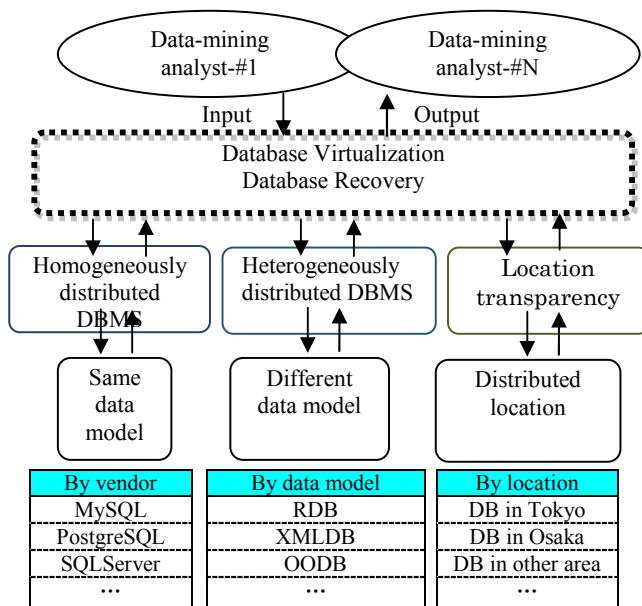 Data-mining
analyst-#1
Data-mining
analyst-#N
Input
Output
Database Virtualization
Database Recovery
Homogeneously
distributed
DBMS
Heterogeneously
distributed DBMS
Location
transparency
Same
data
model
Different
data model
Distributed
location
By vendor
MySQL
PostgreSQL
SQLServer
...
By data model
RDB
XMLDB
OODB
...
By location
DB in Tokyo
DB in Osaka
DB in other area
...